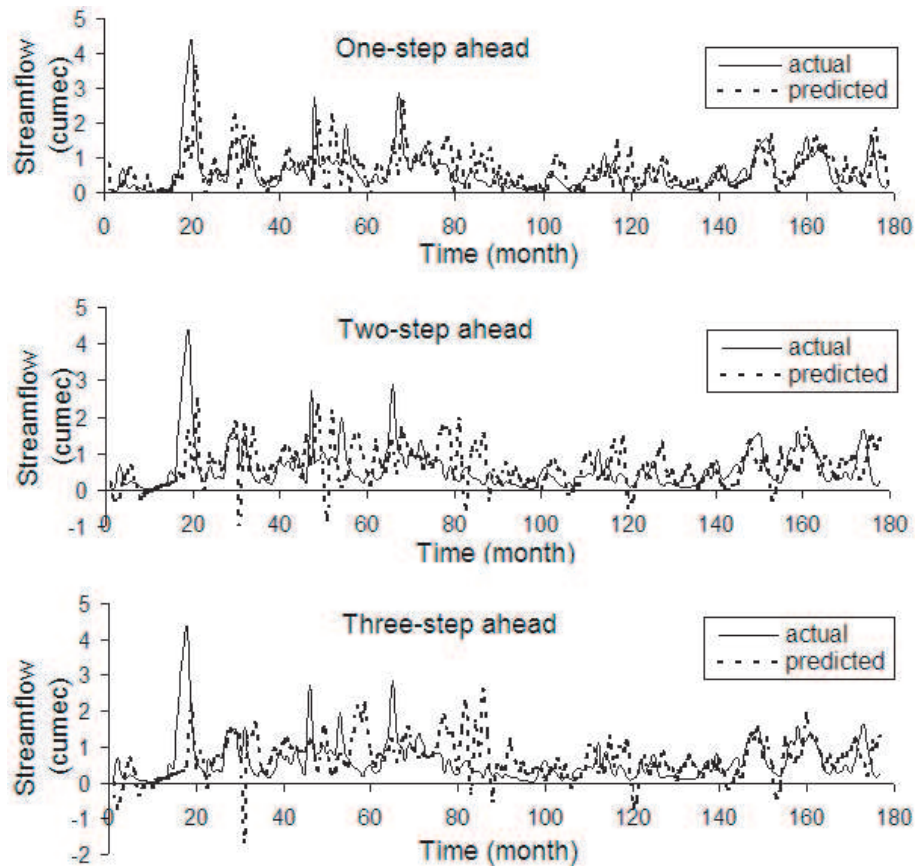 One-step ahead
actual
predicted
Streamflow
(cumec)
5
4
3
2
1
0
0 20 40 60 80 100 120 140 160 180
Time (month)
Two-step ahead
actual
predicted
Streamflow
(cumec)
5
4
3
2
1
0
-1
0 20 40 60 80 100 120 140 160 180
Time (month)
Three-step ahead
actual
predicted
Streamflow
(cumec)
5
4
3
2
1
0
-1
-2
0 20 40 60 80 100 120 140 160 180
Time (month)